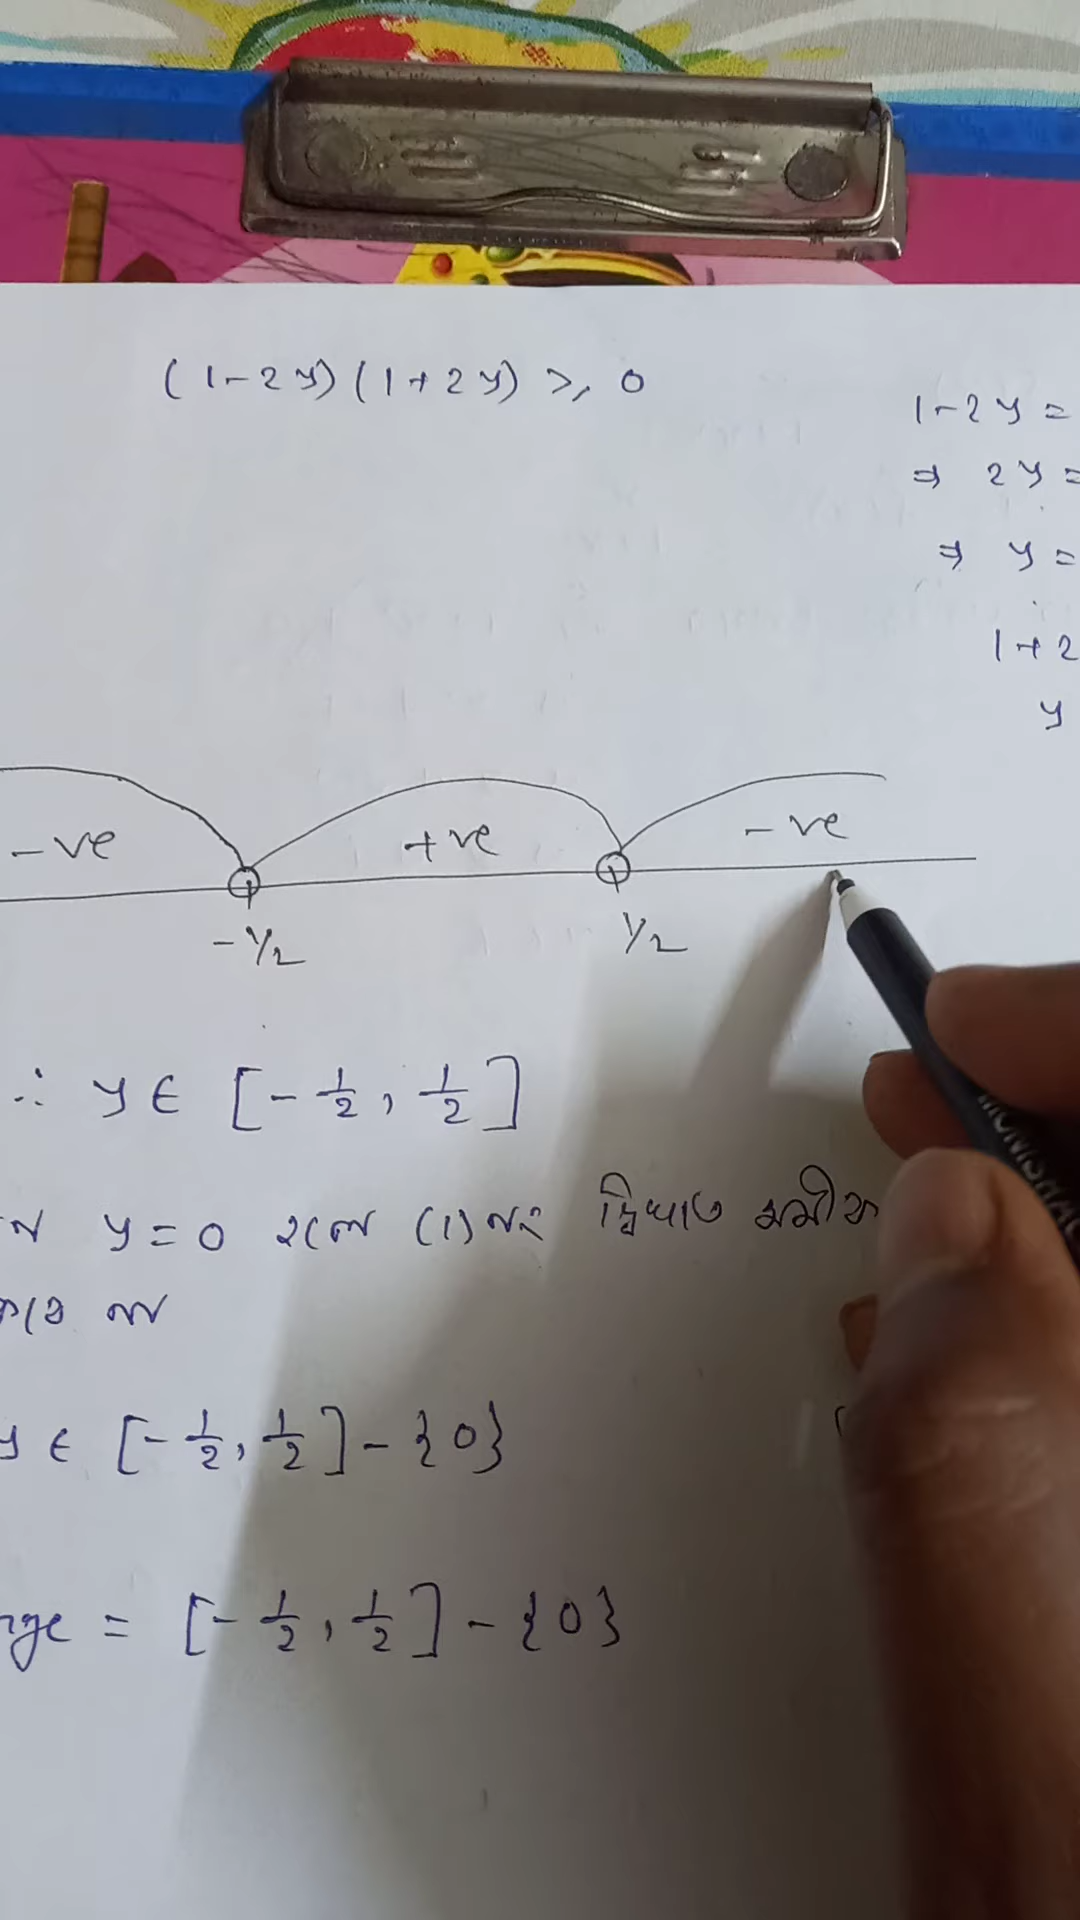 (1-2y)(1+2y) ≥ 0
1-2y =
⇒ 2y =
⇒ y =
1+2
y
-ve +ve -ve
-1/2 1/2
∴ y ∈ [-1/2, 1/2]
y = 0 হলে (1) নং দ্বিঘাত সমীক
y ∈ [-1/2, 1/2] - {0}
nge = [-1/2, 1/2] - {0}